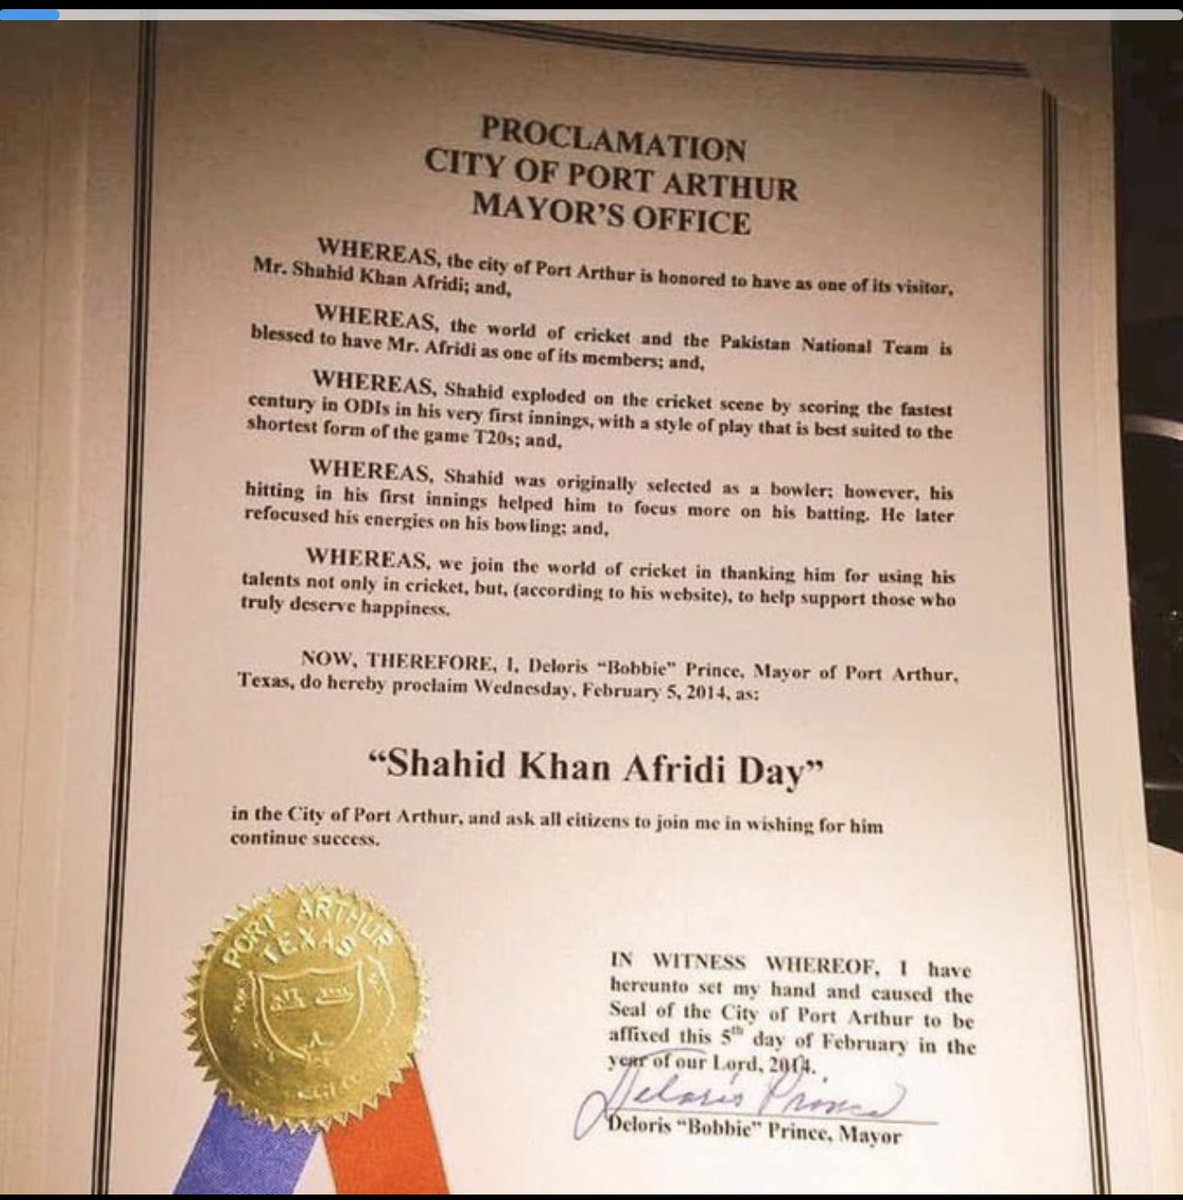 PROCLAMATION
CITY OF PORT ARTHUR
MAYOR'S OFFICE
WHEREAS, the city of Port Arthur is honored to have as one of its visitor,
Mr. Shahid Khan Afridi; and,
WHEREAS, the world of cricket and the Pakistan National Team is
blessed to have Mr. Afridi as one of its members; and,
WHEREAS, Shahid exploded on the cricket scene by scoring the fastest
century in ODIs in his very first innings, with a style of play that is best suited to the
shortest form of the game T20s; and,
WHEREAS, Shahid was originally selected as a bowler; however, his
hitting in his first innings helped him to focus more on his batting. He later
refocused his energies on his bowling; and,
WHEREAS, we join the world of cricket in thanking him for using his
talents not only in cricket, but, (according to his website), to help support those who
truly deserve happiness.
NOW, THEREFORE, I, Deloris “Bobbie” Prince, Mayor of Port Arthur,
Texas, do hereby proclaim Wednesday, February 5, 2014, as:
“Shahid Khan Afridi Day”
in the City of Port Arthur, and ask all citizens to join me in wishing for him
continue success.
PORT ARTHUR
TEXAS
IN WITNESS WHEREOF, I have
hereunto set my hand and caused the
Seal of the City of Port Arthur to be
affixed this 5th day of February in the
year of our Lord, 2014.
Deloris Prince
Deloris “Bobbie” Prince, Mayor